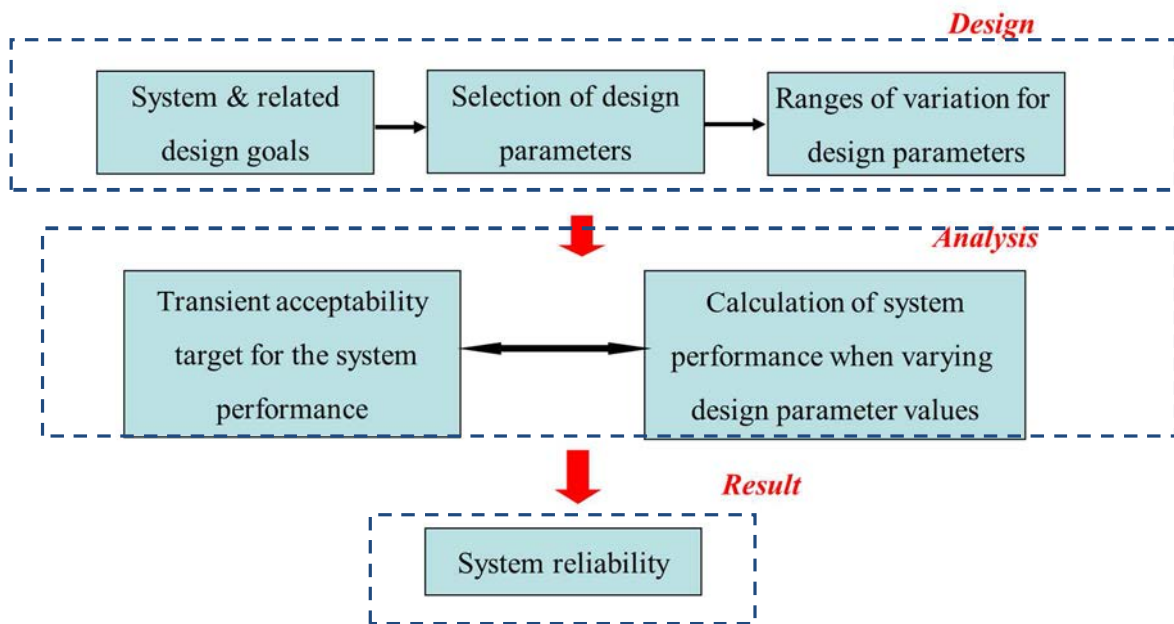 Design
System & related
design goals
Selection of design
parameters
Ranges of variation for
design parameters
Analysis
Transient acceptability
target for the system
performance
Calculation of system
performance when varying
design parameter values
Result
System reliability